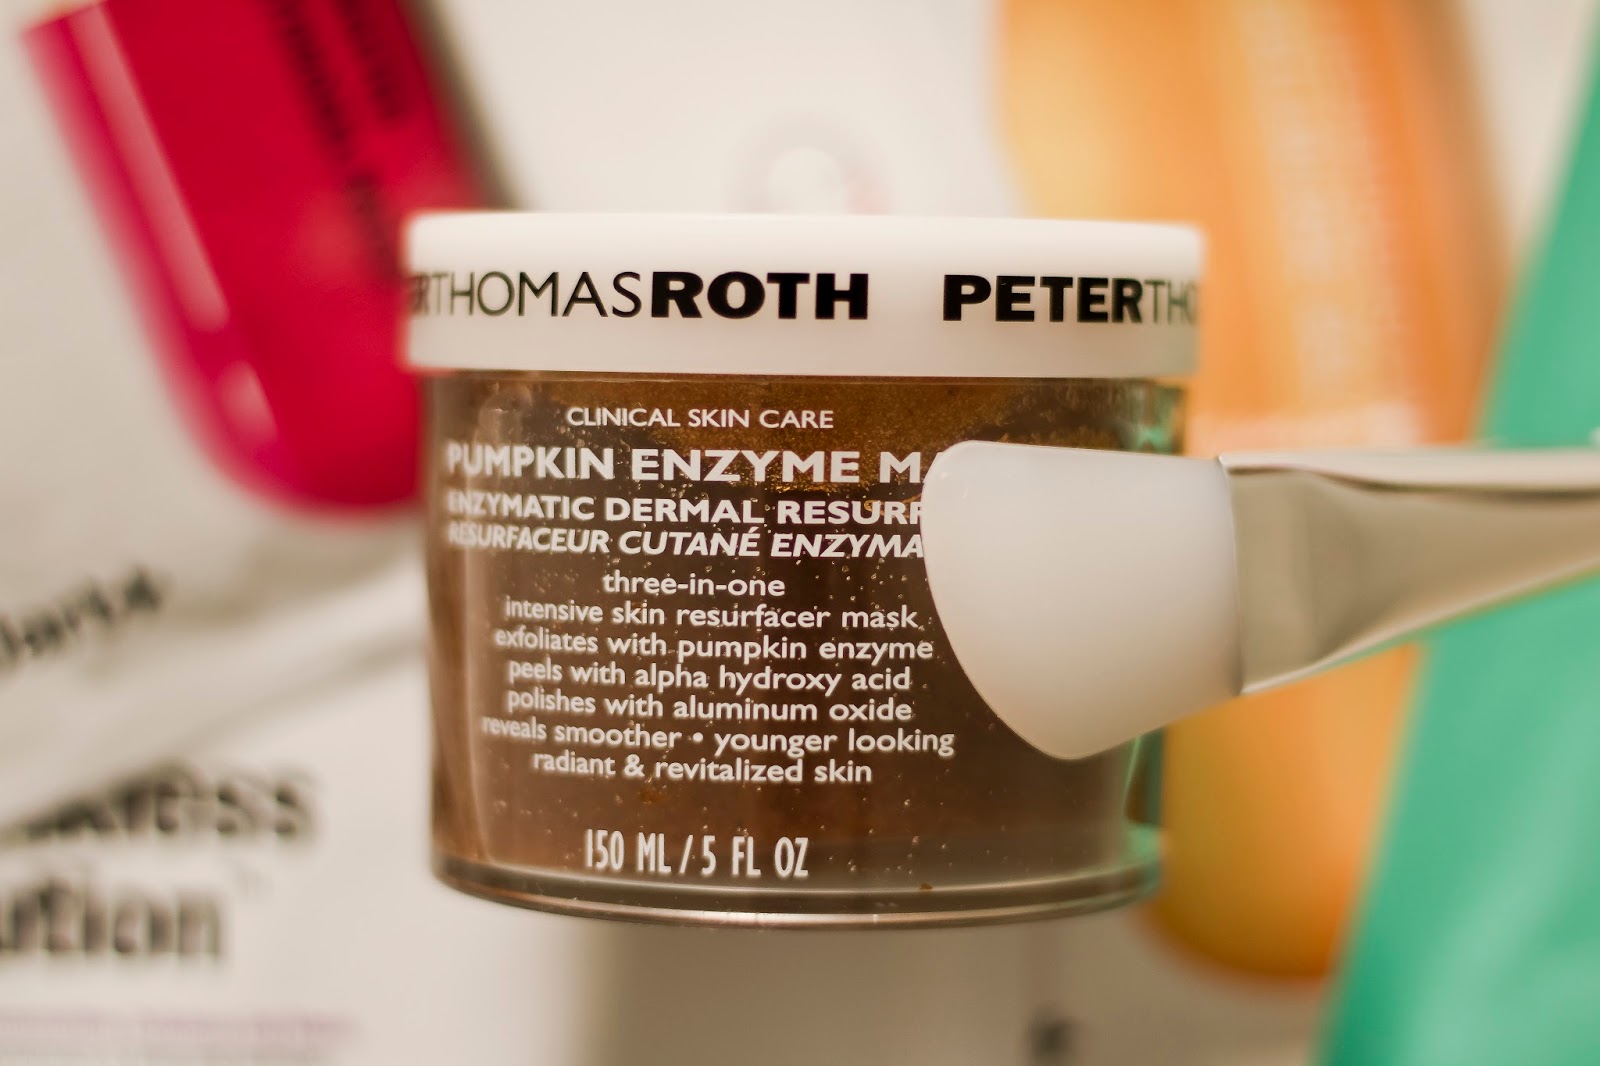 THOMASROTH PETERTHO
CLINICAL SKIN CARE
PUMPKIN ENZYME MA
ENZYMATIC DERMAL RESURF
RESURFACEUR CUTANÉ ENZYMA
three-in-one
intensive skin resurfacer mask
exfoliates with pumpkin enzyme
peels with alpha hydroxy acid
polishes with aluminum oxide
reveals smoother • younger looking
radiant & revitalized skin
150 ML / 5 FL OZ